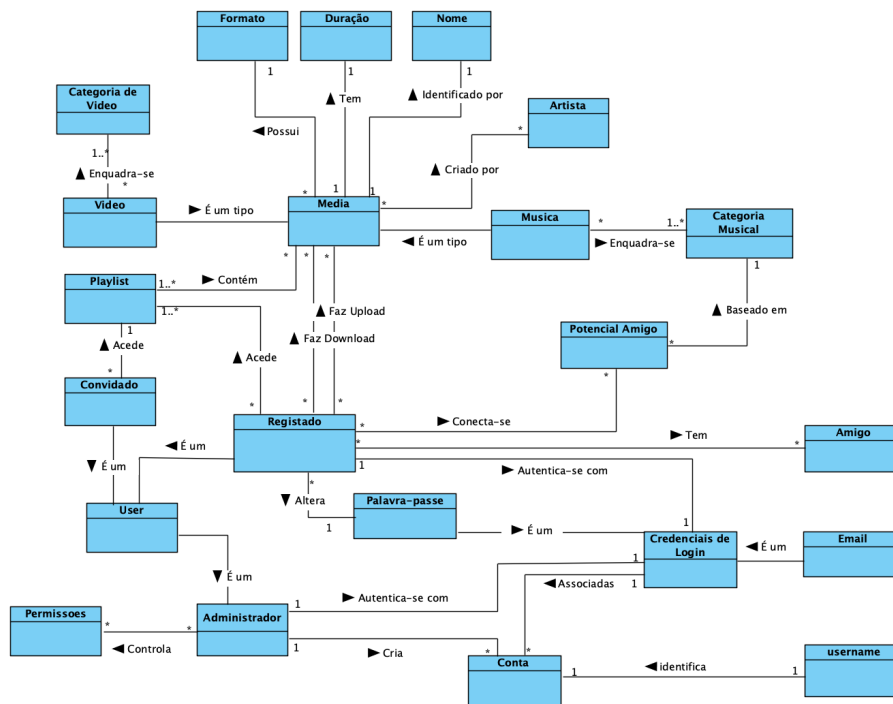 Formato
Duração
Nome
1
1
1
Categoria de
Video
▲ Tem
▲ Identificado por
Artista
◄ Possui
*
1..*
▲ Enquadra-se
▲ Criado por
*
*
1
1
*
Video
► É um tipo
Media
Musica
*
1..*
Categoria
Musical
◄ É um tipo
► Enquadra-se
*
*
*
1
Playlist
1..*
► Contém
1..*
▲ Faz Upload
▲ Baseado em
Potencial Amigo
1
▲ Faz Download
*
▲ Acede
▲ Acede
*
*
Convidado
*
*
*
Registado
*
► Conecta-se
Amigo
*
► Tem
*
◄ É um
1
▼ É um
► Autentica-se com
*
▼ Altera
Palavra-passe
User
1
► É um
1
Credenciais de
Login
Email
◄ É um
1
▼ É um
◄ Associadas
1
Permissoes
Administrador
1
► Autentica-se com
*
*
◄ Controla
1
► Cria
*
*
Conta
username
1
◄ identifica
1